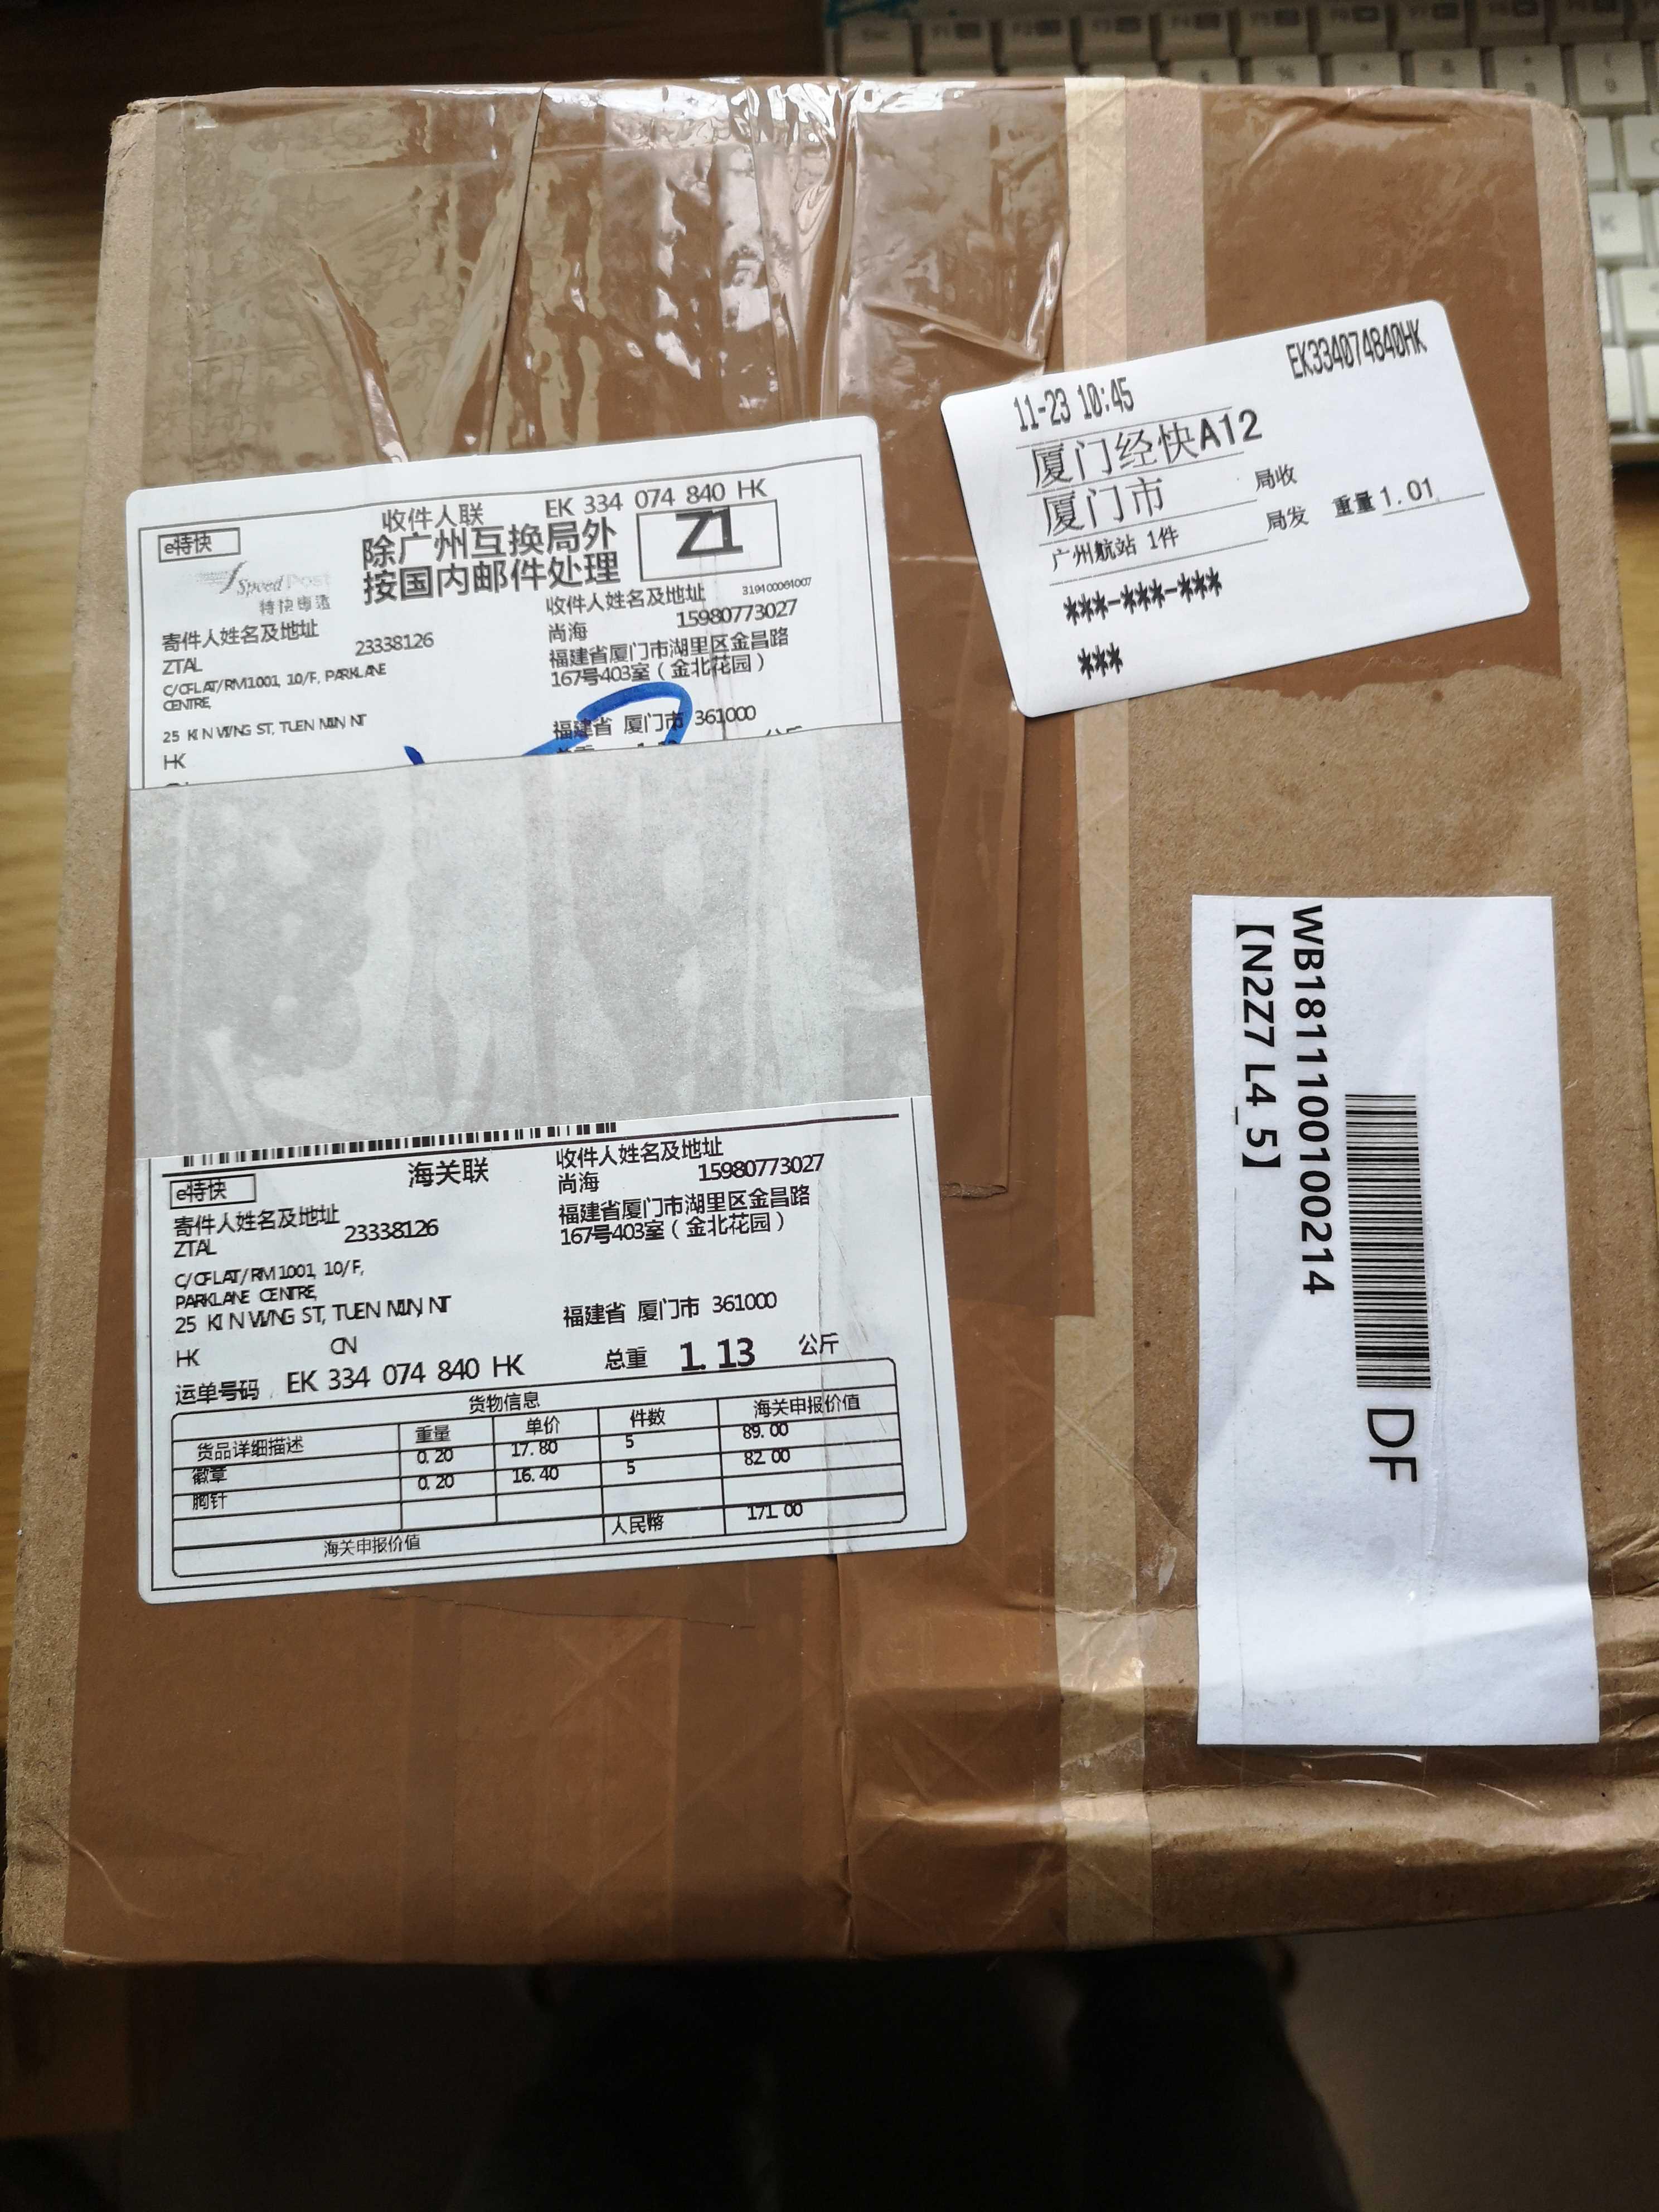 收件人联 EK 334 074 840 HK
e特快
除广州互换局外
按国内邮件处理
Z1
Speed Post
特快专递
31940006400?
寄件人姓名及地址
ZTAL 23338126
C/OFLAT/RM1001, 10/F, PARKLANE
CENTRE,
25 KIN WING ST, TUEN MUN, NT
HK
收件人姓名及地址
尚海 15980773027
福建省厦门市湖里区金昌路
167号403室（金北花园）
福建省 厦门市 361000
11-23 10:45 EK334074840HK
厦门经快A12
厦门市 局收
广州航站 1件 局发 重量1.01
***-***-***
***
WB1811100100214
【N2Z7 L4_5】
DF
e特快
海关联
寄件人姓名及地址
ZTAL 23338126
C/OFLAT/RM1001, 10/F,
PARKLANE CENTRE,
25 KIN WING ST, TUEN MUN, NT
HK CN
收件人姓名及地址
尚海 15980773027
福建省厦门市湖里区金昌路
167号403室（金北花园）
福建省 厦门市 361000
运单号码 EK 334 074 840 HK 总重 1.13 公斤
货物信息
货品详细描述 重量 单价 件数 海关申报价值
徽章 0.20 17.80 5 89.00
胸针 0.20 16.40 5 82.00
海关申报价值 人民币 171.00